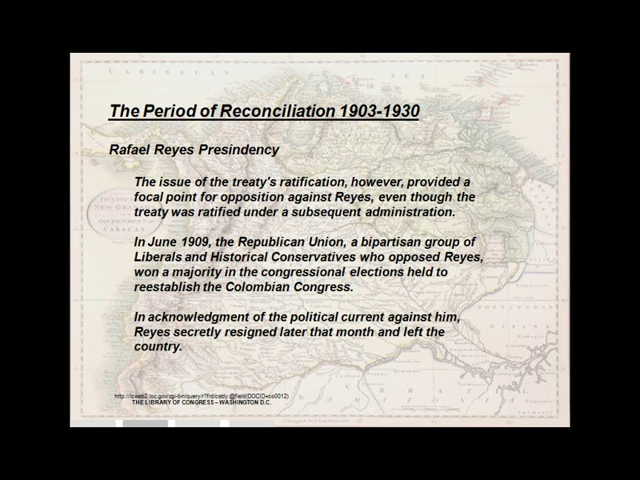 The Period of Reconciliation 1903-1930
Rafael Reyes Presindency
The issue of the treaty's ratification, however, provided a
focal point for opposition against Reyes, even though the
treaty was ratified under a subsequent administration.
In June 1909, the Republican Union, a bipartisan group of
Liberals and Historical Conservatives who opposed Reyes,
won a majority in the congressional elections held to
reestablish the Colombian Congress.
In acknowledgment of the political current against him,
Reyes secretly resigned later that month and left the
country.
THE LIBRARY OF CONGRESS – WASHINGTON D.C.